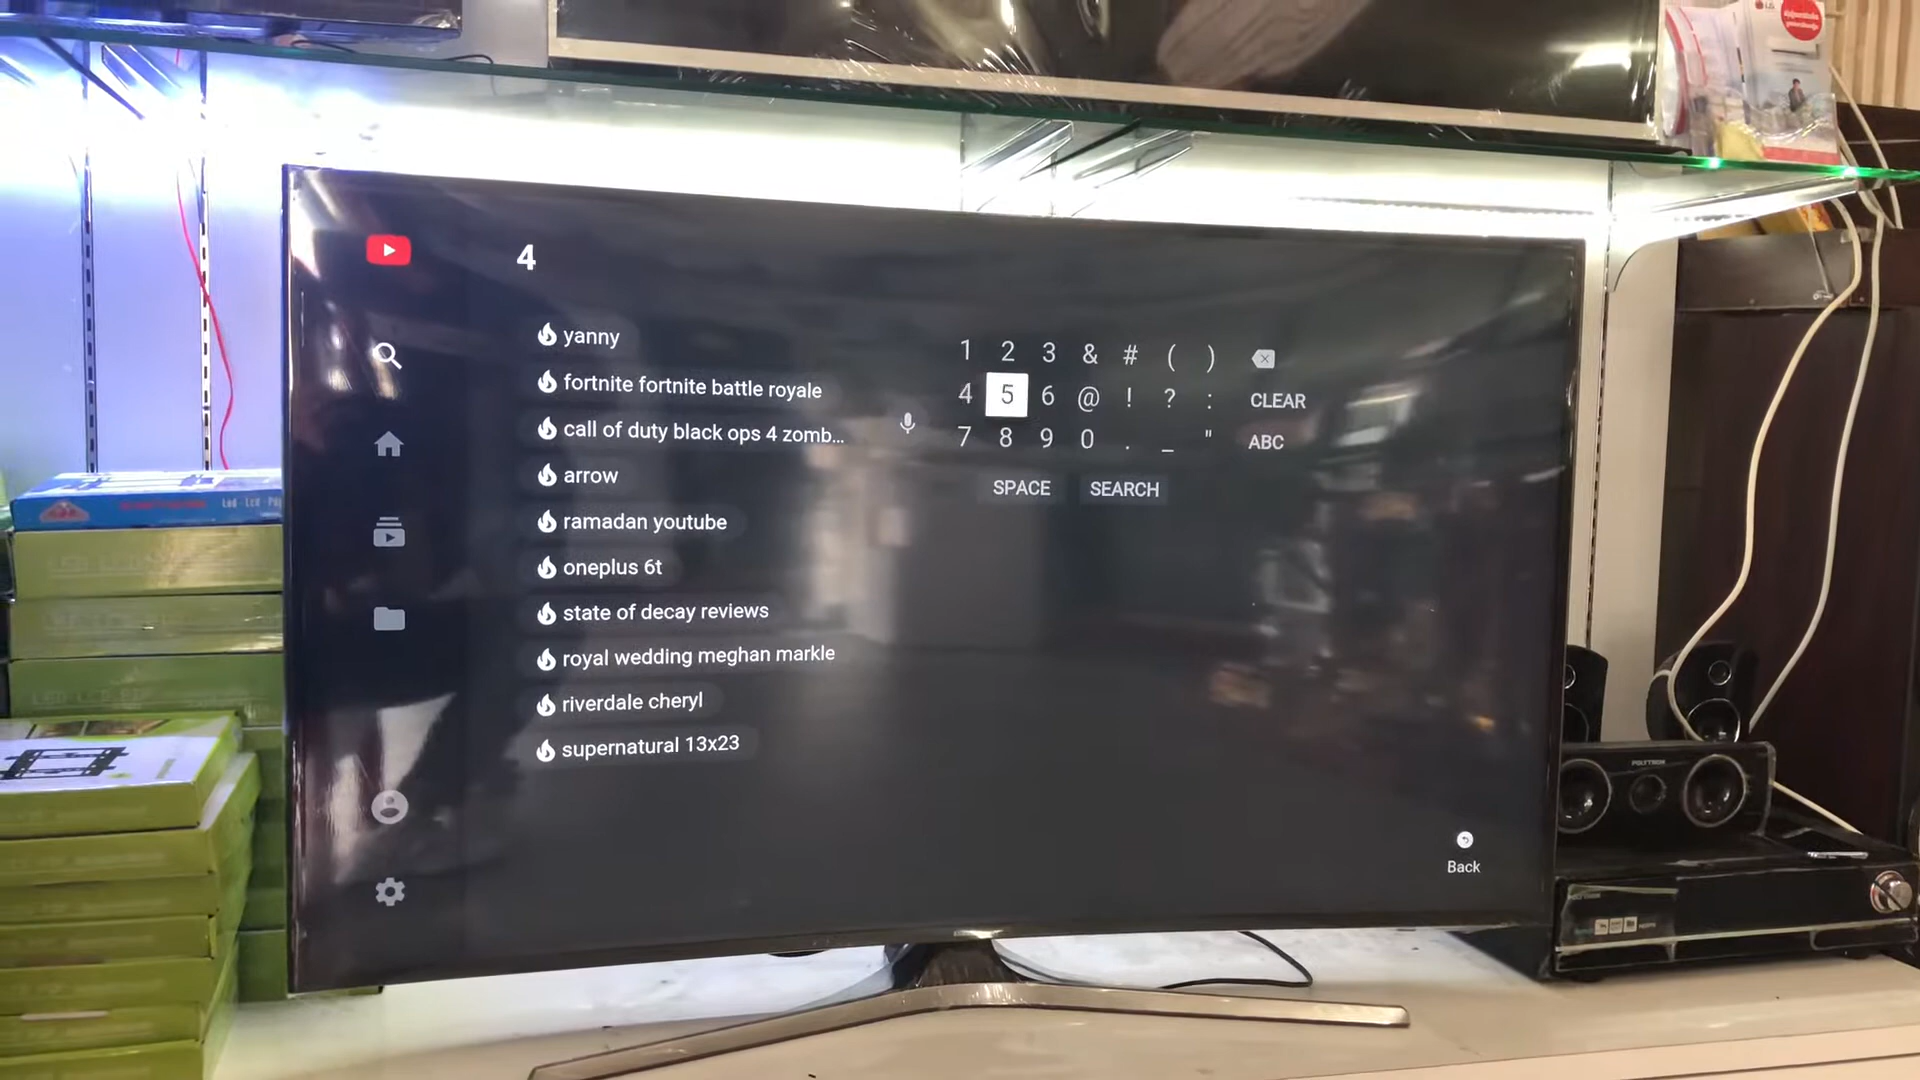 4
yanny
fortnite fortnite battle royale
call of duty black ops 4 zomb...
arrow
ramadan youtube
oneplus 6t
state of decay reviews
royal wedding meghan markle
riverdale cheryl
supernatural 13x23
1 2 3 & # ( )
4 5 6 @ ! ? : CLEAR
7 8 9 0 . _ " ABC
SPACE SEARCH
Back
LG
POLYTRON